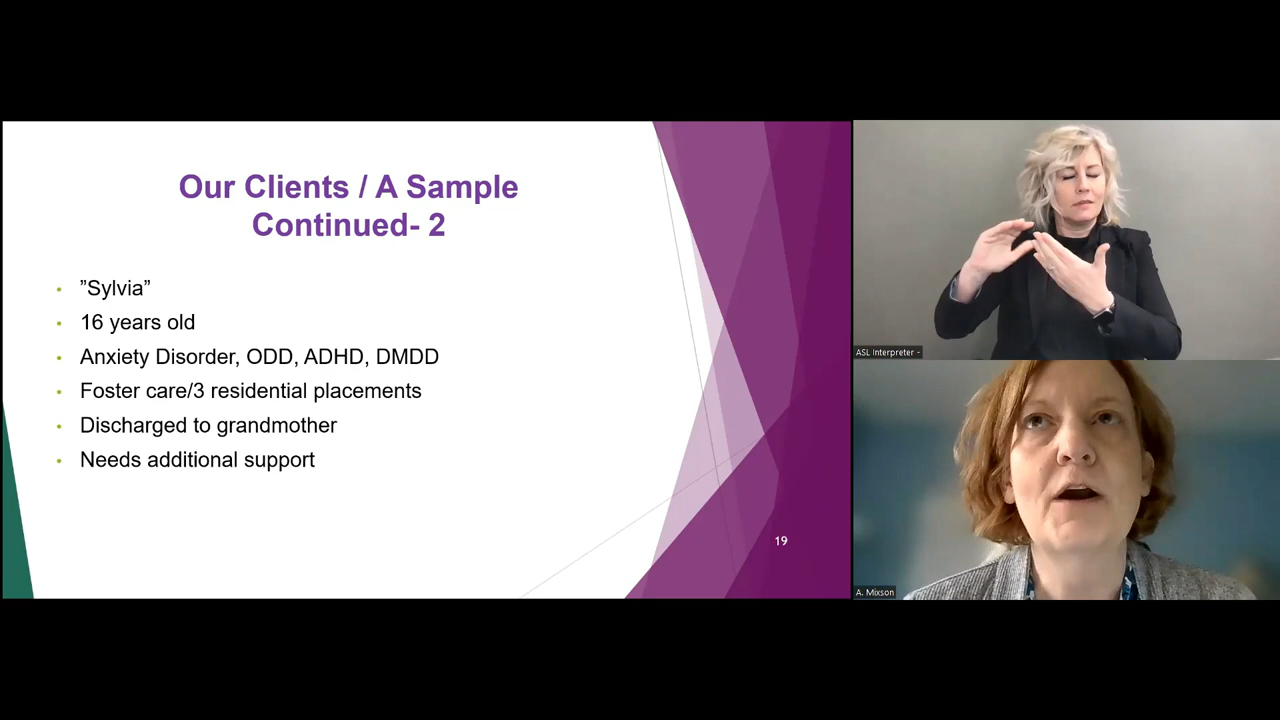 Our Clients / A Sample
Continued- 2
”Sylvia”
16 years old
Anxiety Disorder, ODD, ADHD, DMDD
Foster care/3 residential placements
Discharged to grandmother
Needs additional support
19
ASL Interpreter -
A. Mixson